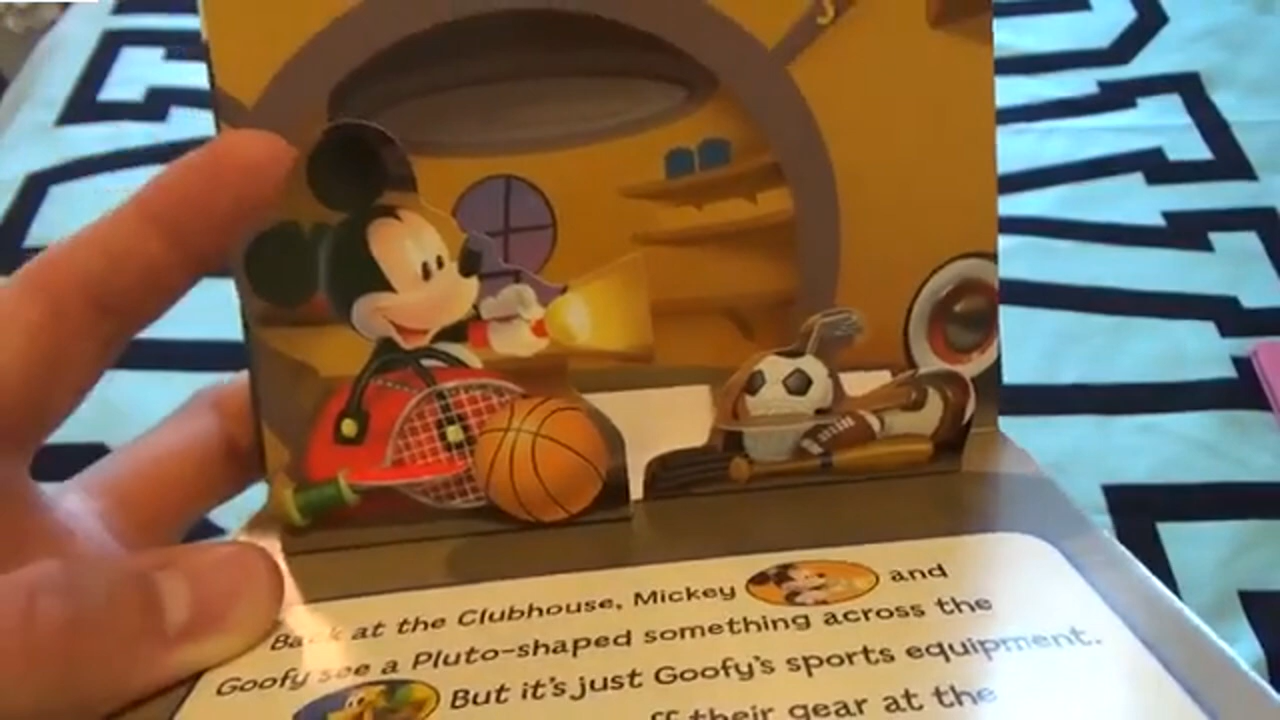 Back at the Clubhouse, Mickey and
Goofy see a Pluto-shaped something across the
But it's just Goofy's sports equipment.
their gear at the